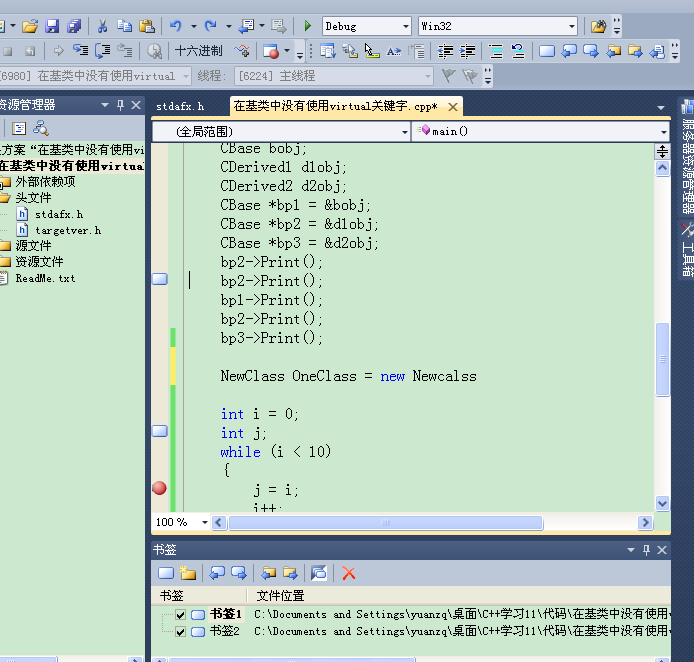 Debug Win32
十六进制
[6980] 在基类中没有使用virtual 线程: [6224] 主线程
资源管理器
方案“在基类中没有使用vi
在基类中没有使用virtual
外部依赖项
头文件
stdafx.h
targetver.h
源文件
资源文件
ReadMe.txt
stdafx.h 在基类中没有使用virtual关键字.cpp*
(全局范围) main()
CBase bobj;
CDerived1 d1obj;
CDerived2 d2obj;
CBase *bp1 = &bobj;
CBase *bp2 = &d1obj;
CBase *bp3 = &d2obj;
bp2->Print();
bp2->Print();
bp1->Print();
bp2->Print();
bp3->Print();
NewClass OneClass = new Newcalss
int i = 0;
int j;
while (i < 10)
{
j = i;
i++;
100 %
书签
书签 文件位置
书签1 C:\Documents and Settings\yuanzq\桌面\C++学习11\代码\在基类中没有使用
书签2 C:\Documents and Settings\yuanzq\桌面\C++学习11\代码\在基类中没有使用
服务器资源管理器
工具箱